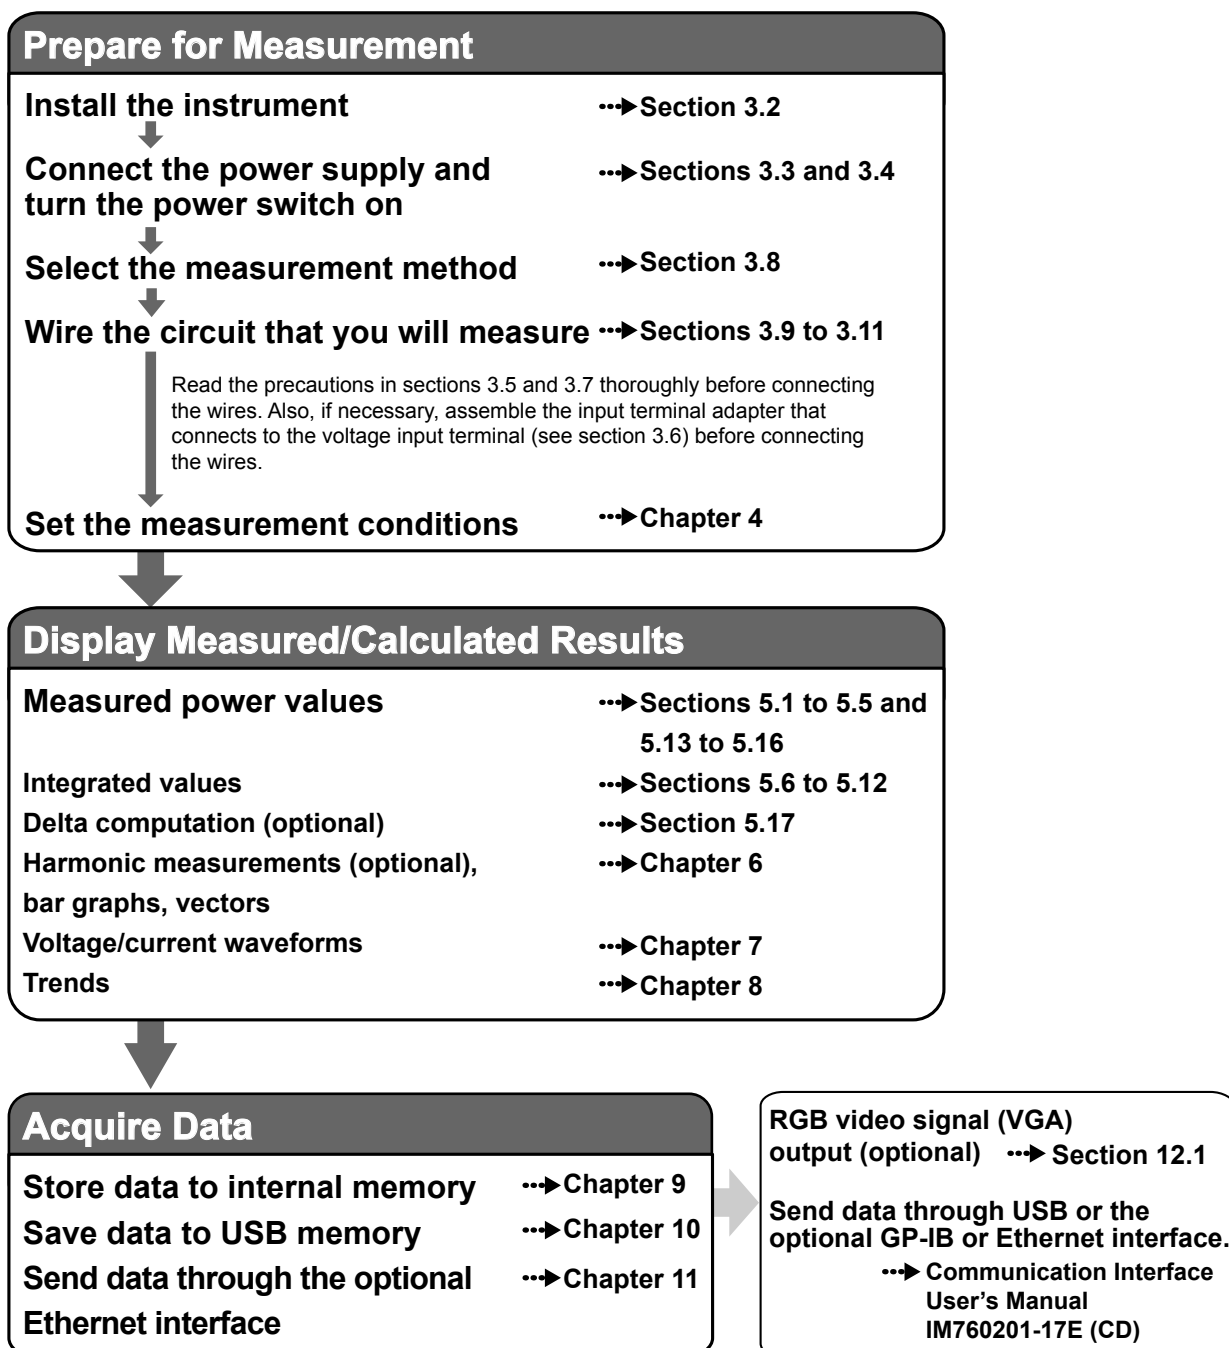 Prepare for Measurement
Install the instrument Section 3.2
Connect the power supply and Sections 3.3 and 3.4
turn the power switch on
Select the measurement method Section 3.8
Wire the circuit that you will measure Sections 3.9 to 3.11
Read the precautions in sections 3.5 and 3.7 thoroughly before connecting
the wires. Also, if necessary, assemble the input terminal adapter that
connects to the voltage input terminal (see section 3.6) before connecting
the wires.
Set the measurement conditions Chapter 4
Display Measured/Calculated Results
Measured power values Sections 5.1 to 5.5 and
5.13 to 5.16
Integrated values Sections 5.6 to 5.12
Delta computation (optional) Section 5.17
Harmonic measurements (optional), Chapter 6
bar graphs, vectors
Voltage/current waveforms Chapter 7
Trends Chapter 8
Acquire Data
Store data to internal memory Chapter 9
Save data to USB memory Chapter 10
Send data through the optional Chapter 11
Ethernet interface
RGB video signal (VGA)
output (optional) Section 12.1
Send data through USB or the
optional GP-IB or Ethernet interface.
Communication Interface
User's Manual
IM760201-17E (CD)